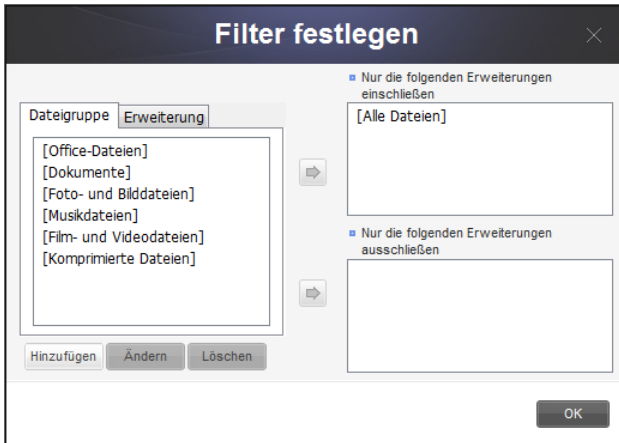 Filter festlegen
Dateigruppe
Erweiterung
[Office-Dateien]
[Dokumente]
[Foto- und Bilddateien]
[Musikdateien]
[Film- und Videodateien]
[Komprimierte Dateien]
Hinzufügen
Ändern
Löschen
Nur die folgenden Erweiterungen
einschließen
[Alle Dateien]
Nur die folgenden Erweiterungen
ausschließen
OK